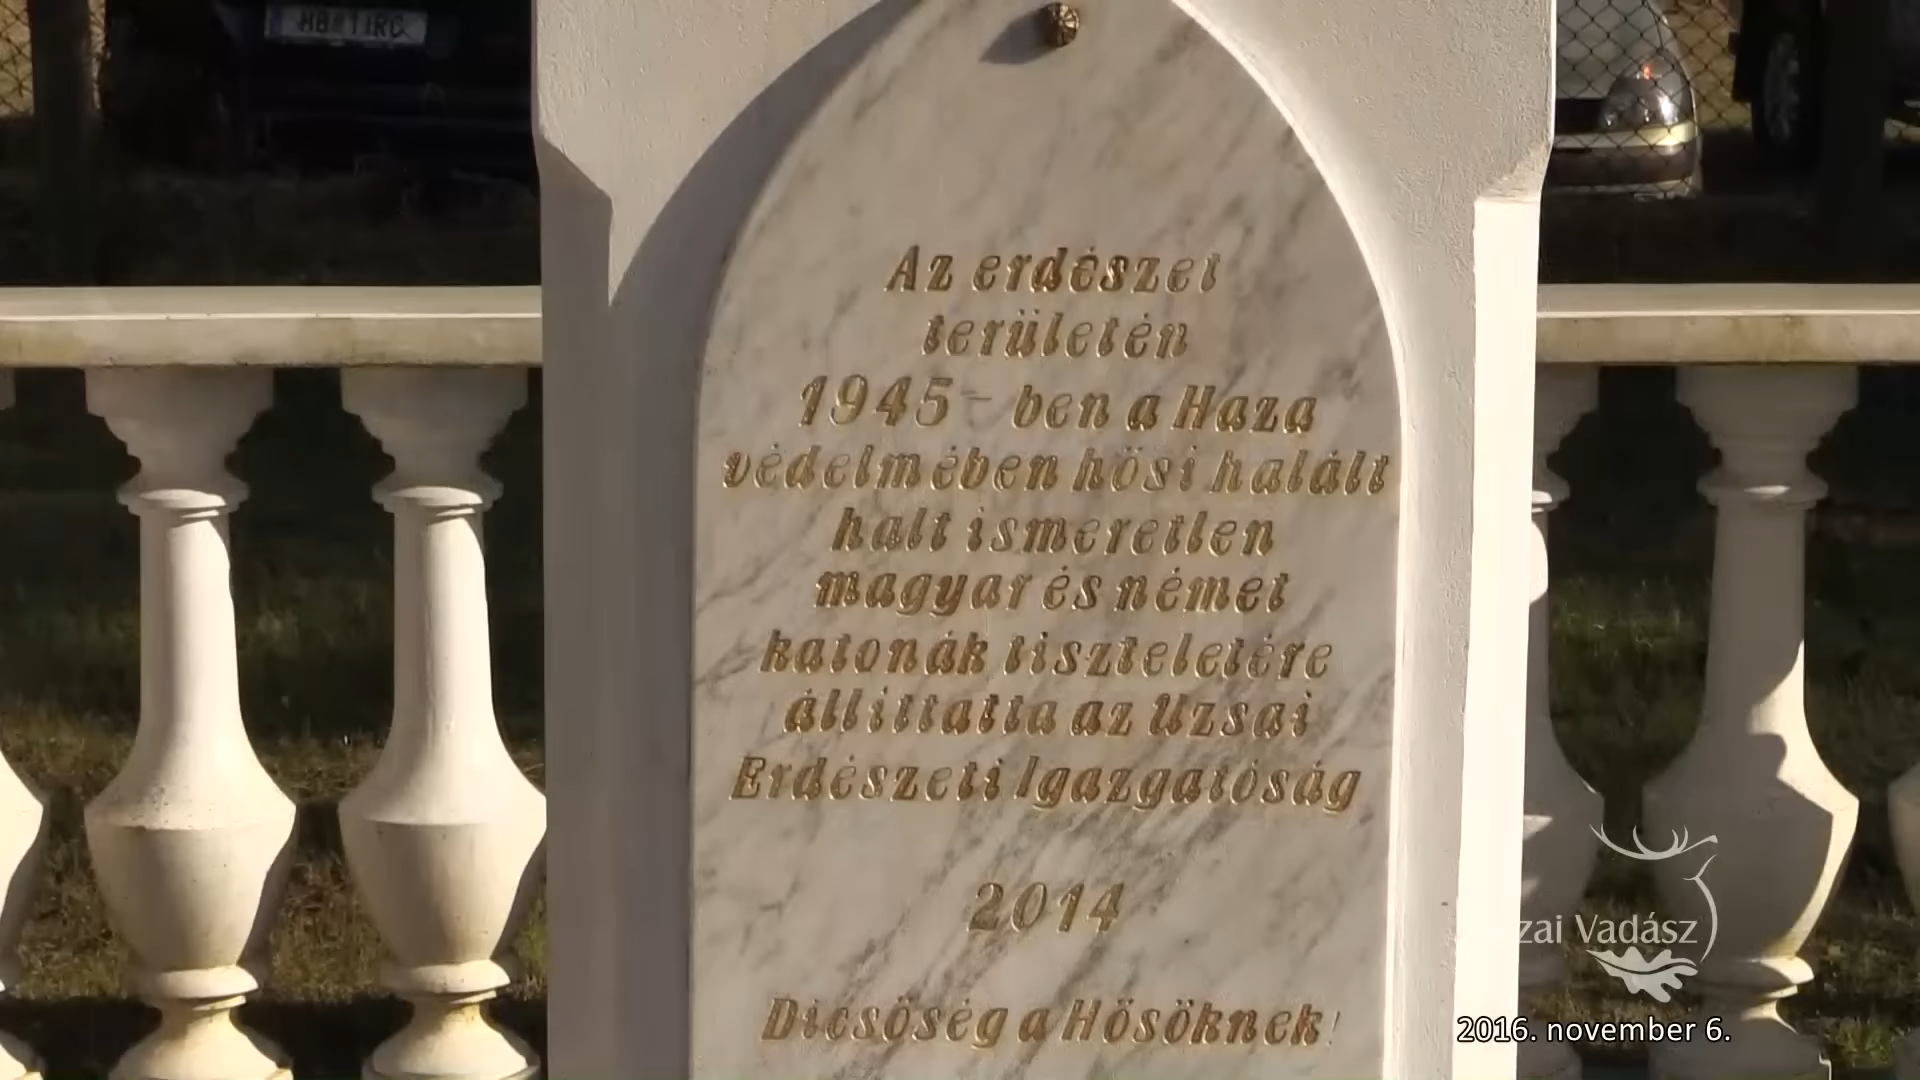 Az erdészet
területén
1945- ben a Haza
védelmében hősi halált
halt ismeretlen
magyar és német
katonák tiszteletére
állíttatta az Uzsai
Erdészeti Igazgatóság
2014
Dicsőség a Hősöknek!
zai Vadász
2016. november 6.